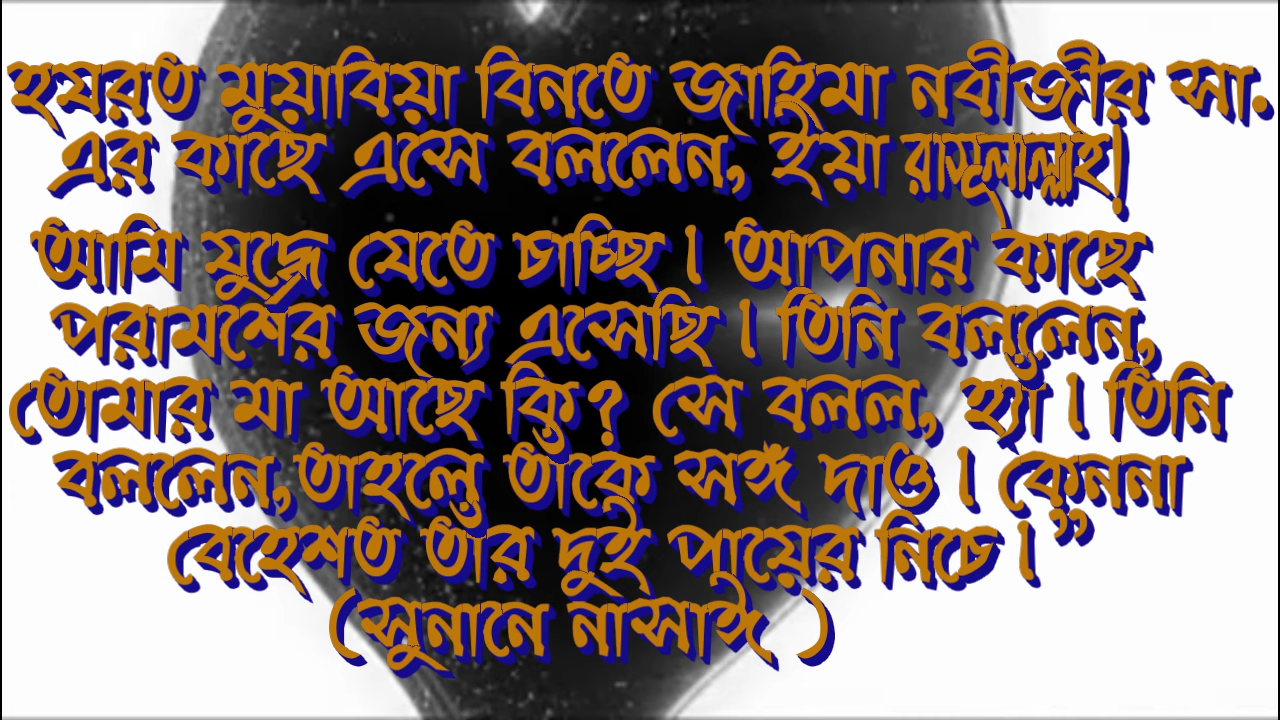 হযরত মুয়াবিয়া বিনতে জাহিমা নবীজীর সা.
এর কাছে এসে বললেন, ইয়া রাসূলাল্লাহ!
আমি যুদ্ধে যেতে চাচ্ছি। আপনার কাছে
পরামর্শের জন্য এসেছি। তিনি বললেন,
তোমার মা আছে কি? সে বলল, হ্যাঁ। তিনি
বললেন,তাহলে তাঁকে সঙ্গ দাও। কেননা
বেহেশত তাঁর দুই পায়ের নিচে।”
(সুনানে নাসাঈ )